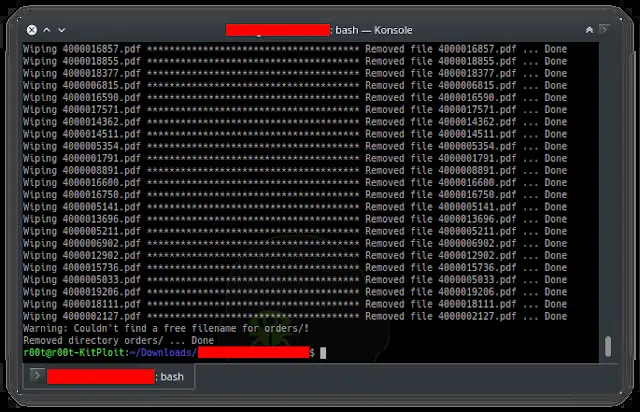 : bash — Konsole
Wiping 4000016857.pdf ************************************** Removed file 4000016857.pdf ... Done
Wiping 4000018855.pdf ************************************** Removed file 4000018855.pdf ... Done
Wiping 4000018377.pdf ************************************** Removed file 4000018377.pdf ... Done
Wiping 4000006815.pdf ************************************** Removed file 4000006815.pdf ... Done
Wiping 4000016590.pdf ************************************** Removed file 4000016590.pdf ... Done
Wiping 4000017571.pdf ************************************** Removed file 4000017571.pdf ... Done
Wiping 4000014362.pdf ************************************** Removed file 4000014362.pdf ... Done
Wiping 4000014511.pdf ************************************** Removed file 4000014511.pdf ... Done
Wiping 4000005354.pdf ************************************** Removed file 4000005354.pdf ... Done
Wiping 4000001791.pdf ************************************** Removed file 4000001791.pdf ... Done
Wiping 4000008891.pdf ************************************** Removed file 4000008891.pdf ... Done
Wiping 4000016600.pdf ************************************** Removed file 4000016600.pdf ... Done
Wiping 4000016750.pdf ************************************** Removed file 4000016750.pdf ... Done
Wiping 4000005141.pdf ************************************** Removed file 4000005141.pdf ... Done
Wiping 4000013696.pdf ************************************** Removed file 4000013696.pdf ... Done
Wiping 4000005211.pdf ************************************** Removed file 4000005211.pdf ... Done
Wiping 4000006902.pdf ************************************** Removed file 4000006902.pdf ... Done
Wiping 4000012902.pdf ************************************** Removed file 4000012902.pdf ... Done
Wiping 4000015736.pdf ************************************** Removed file 4000015736.pdf ... Done
Wiping 4000005033.pdf ************************************** Removed file 4000005033.pdf ... Done
Wiping 4000019206.pdf ************************************** Removed file 4000019206.pdf ... Done
Wiping 4000018111.pdf ************************************** Removed file 4000018111.pdf ... Done
Wiping 4000002127.pdf ************************************** Removed file 4000002127.pdf ... Done
Warning: Couldn't find a free filename for orders/!
Removed directory orders/ ... Done
r00t@r00t-KitPloit:~/Downloads/ $
: bash